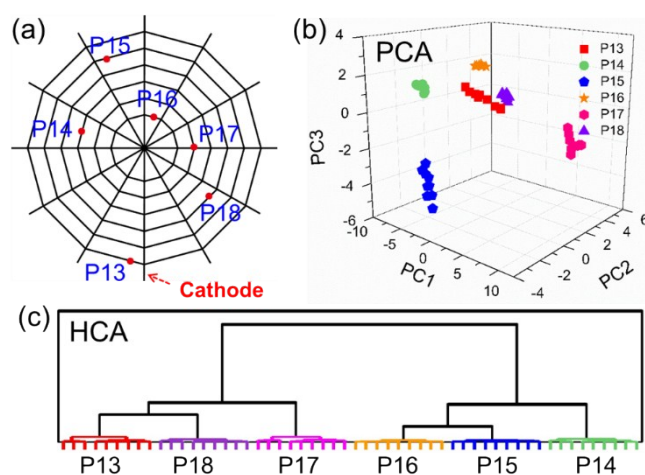 (a)
P15
P16
P14
P17
P18
P13
Cathode
(b)
PCA
P13
P14
P15
P16
P17
P18
4
2
0
-2
-4
-6
PC3
-10
-5
0
5
10
PC1
-4
-2
0
2
4
6
PC2
(c)
HCA
P13 P18 P17 P16 P15 P14